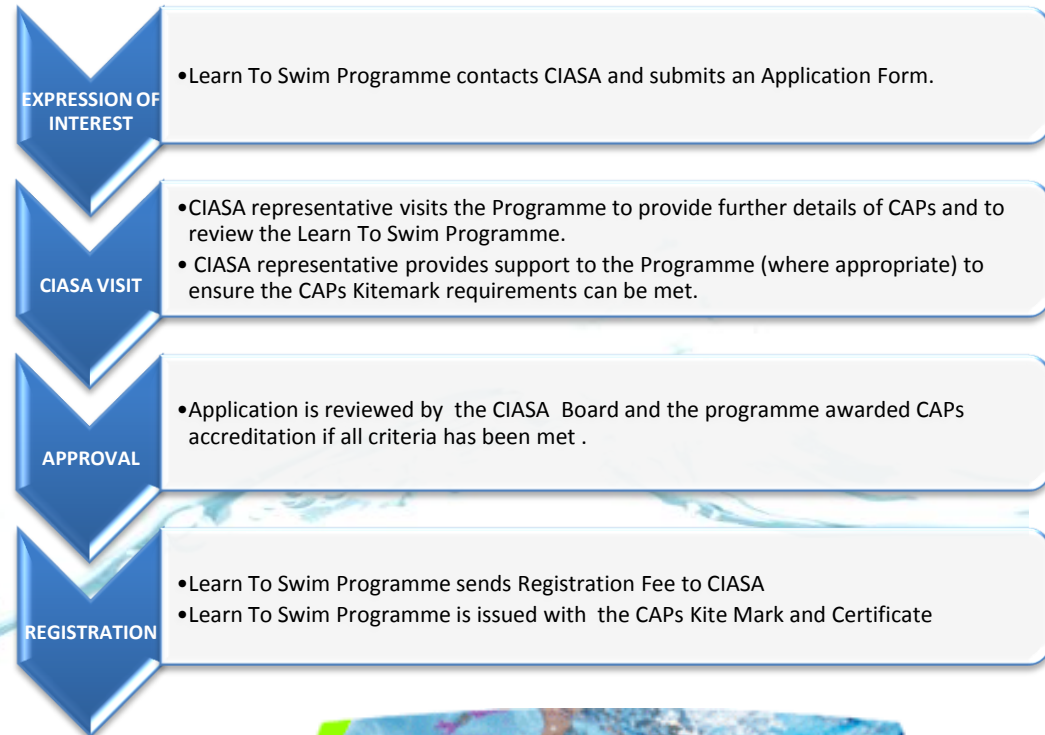 EXPRESSION OF
INTEREST
•Learn To Swim Programme contacts CIASA and submits an Application Form.
CIASA VISIT
•CIASA representative visits the Programme to provide further details of CAPs and to
review the Learn To Swim Programme.
• CIASA representative provides support to the Programme (where appropriate) to
ensure the CAPs Kitemark requirements can be met.
APPROVAL
•Application is reviewed by the CIASA Board and the programme awarded CAPs
accreditation if all criteria has been met .
REGISTRATION
•Learn To Swim Programme sends Registration Fee to CIASA
•Learn To Swim Programme is issued with the CAPs Kite Mark and Certificate